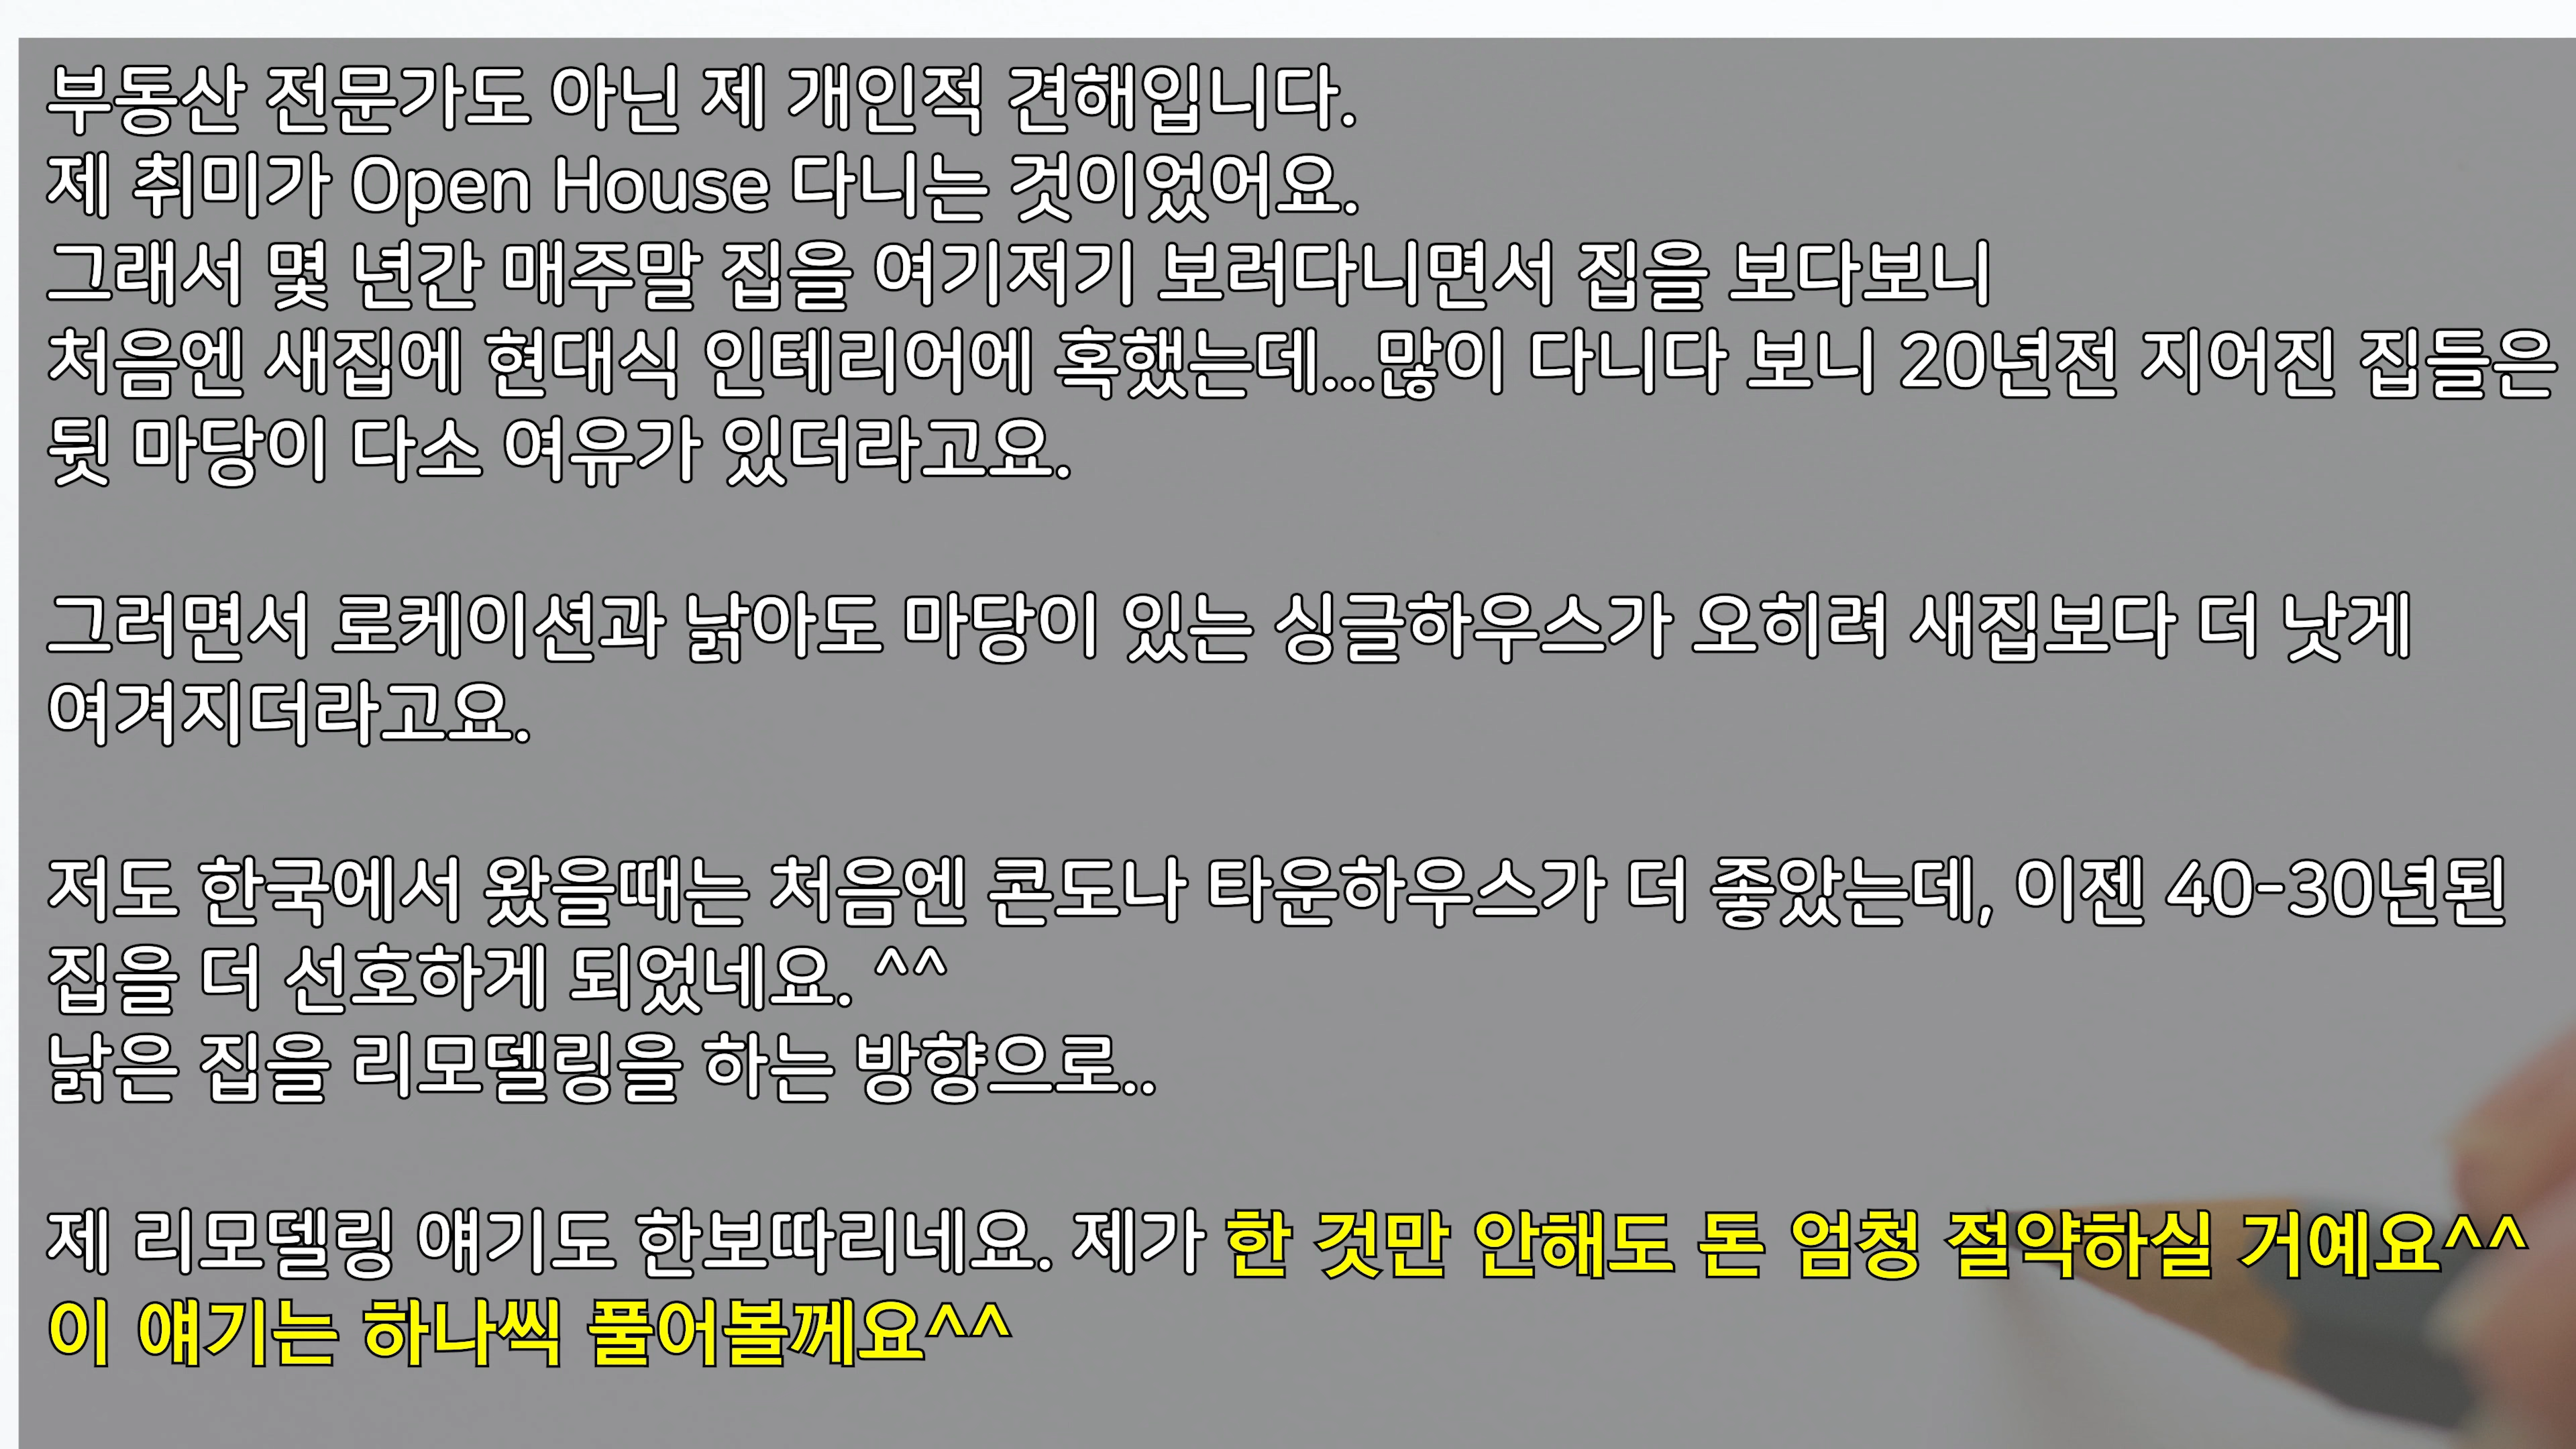 부동산 전문가도 아닌 제 개인적 견해입니다.
제 취미가 Open House 다니는 것이었어요.
그래서 몇 년간 매주말 집을 여기저기 보러다니면서 집을 보다보니
처음엔 새집에 현대식 인테리어에 혹했는데...많이 다니다 보니 20년전 지어진 집들은
뒷 마당이 다소 여유가 있더라고요.
그러면서 로케이션과 낡아도 마당이 있는 싱글하우스가 오히려 새집보다 더 낫게
여겨지더라고요.
저도 한국에서 왔을때는 처음엔 콘도나 타운하우스가 더 좋았는데, 이젠 40-30년된
집을 더 선호하게 되었네요. ^^
낡은 집을 리모델링을 하는 방향으로..
제 리모델링 얘기도 한보따리네요. 제가 한 것만 안해도 돈 엄청 절약하실 거예요^^
이 얘기는 하나씩 풀어볼께요^^